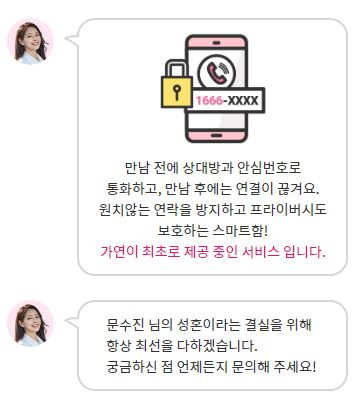 1666-XXXX
만남 전에 상대방과 안심번호로
통화하고, 만남 후에는 연결이 끊겨요.
원치않는 연락을 방지하고 프라이버시도
보호하는 스마트함!
가연이 최초로 제공 중인 서비스 입니다.
문수진 님의 성혼이라는 결실을 위해
항상 최선을 다하겠습니다.
궁금하신 점 언제든지 문의해 주세요!